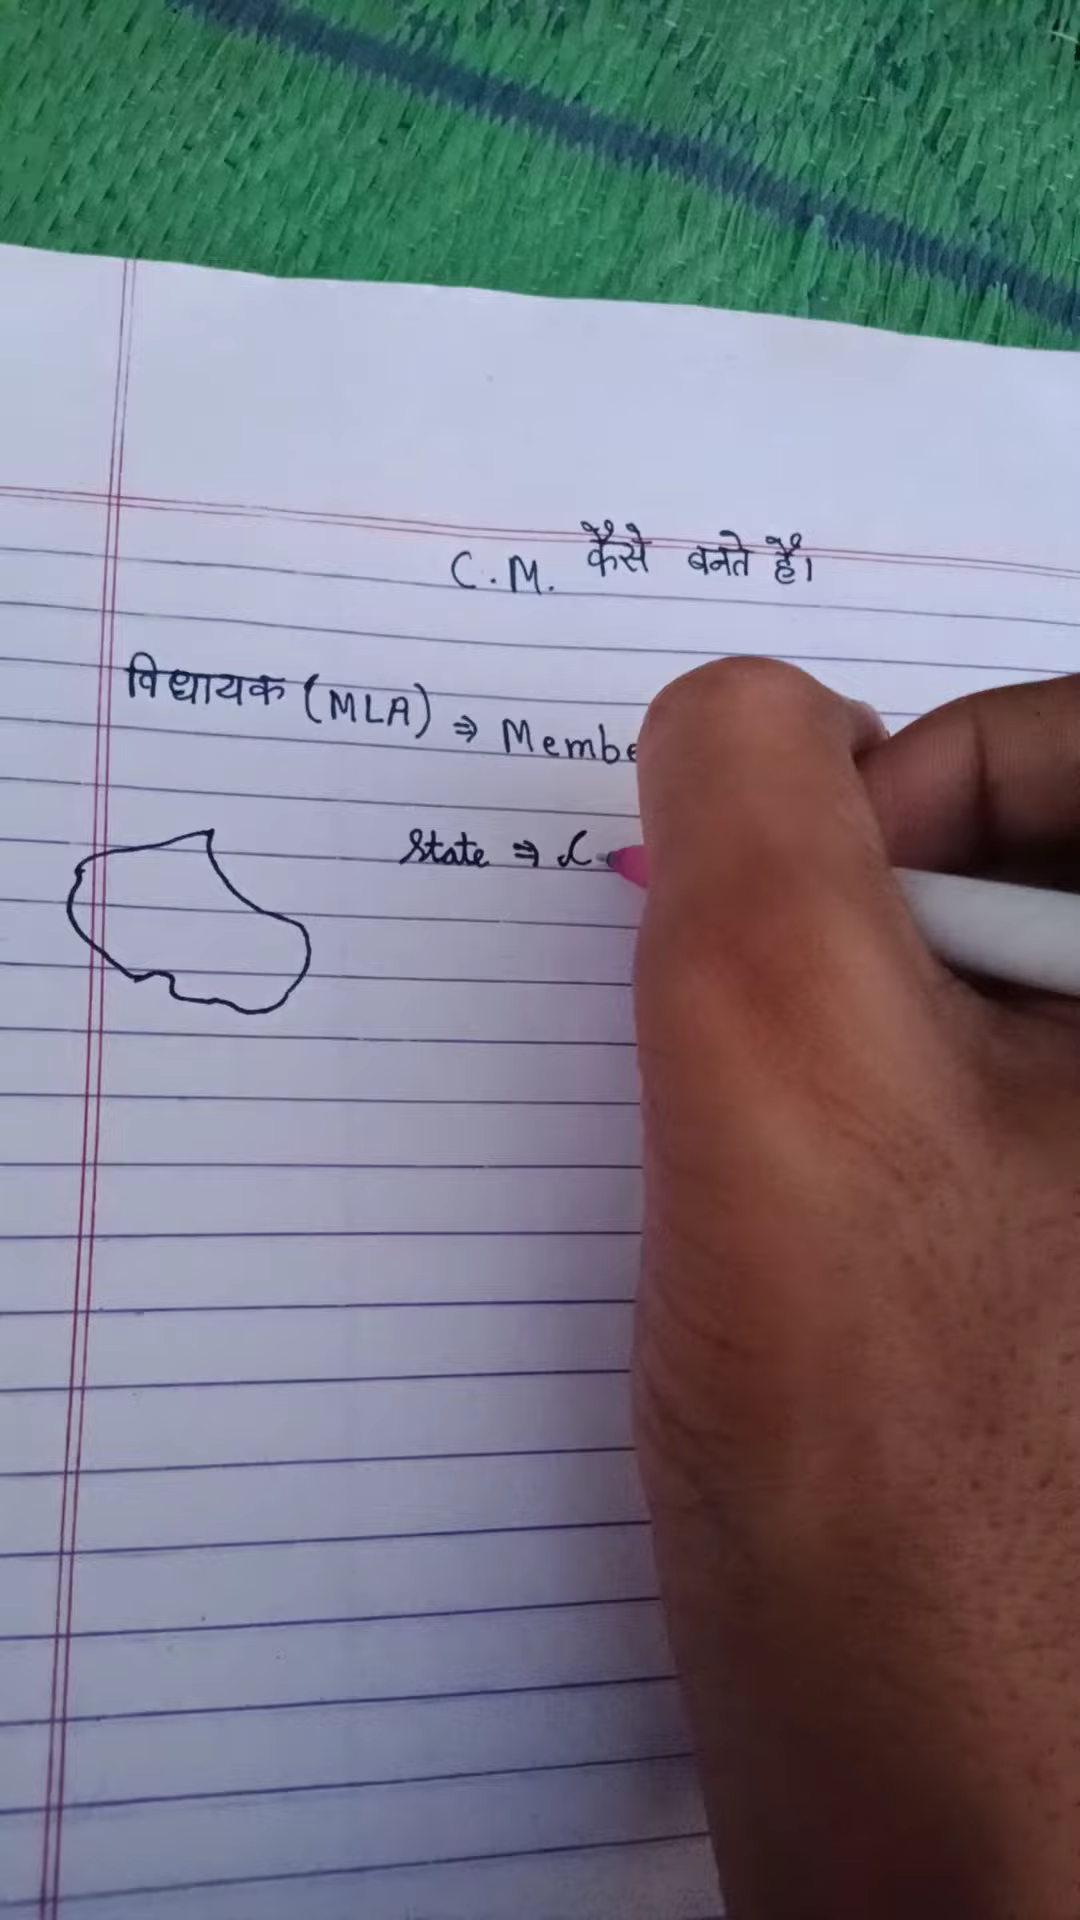 C.M. कैसे बनते हैं।
विधायक (MLA) ⇒ Membe
State ⇒